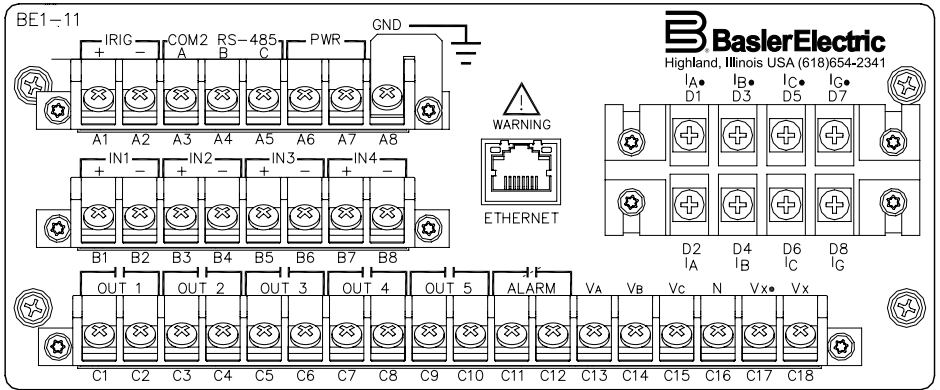 BE1-11
GND
IRIG COM2 RS-485 PWR
+ - A B C
A1 A2 A3 A4 A5 A6 A7 A8
IN1 IN2 IN3 IN4
+ - + - + - + -
B1 B2 B3 B4 B5 B6 B7 B8
WARNING
ETHERNET
BaslerElectric
Highland, Illinois USA (618)654-2341
IA• IB• IC• IG•
D1 D3 D5 D7
D2 D4 D6 D8
IA IB IC IG
OUT 1 OUT 2 OUT 3 OUT 4 OUT 5 ALARM VA VB VC N VX• VX
C1 C2 C3 C4 C5 C6 C7 C8 C9 C10 C11 C12 C13 C14 C15 C16 C17 C18